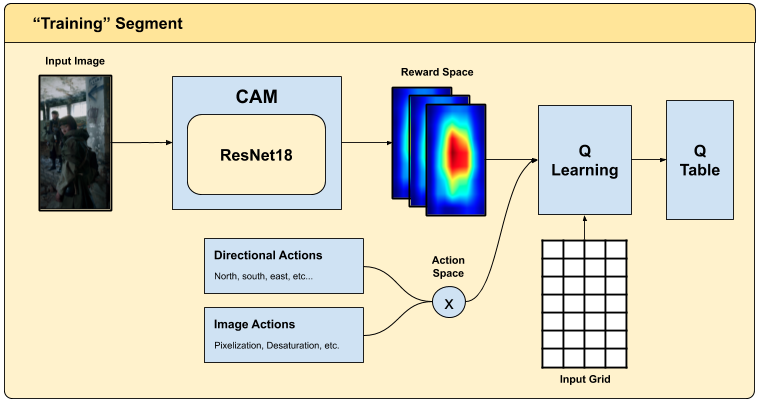 “Training” Segment
Input Image
CAM
ResNet18
Reward Space
Q
Learning
Q
Table
Directional Actions
North, south, east, etc...
Action
Space
X
Image Actions
Pixelization, Desaturation, etc.
Input Grid